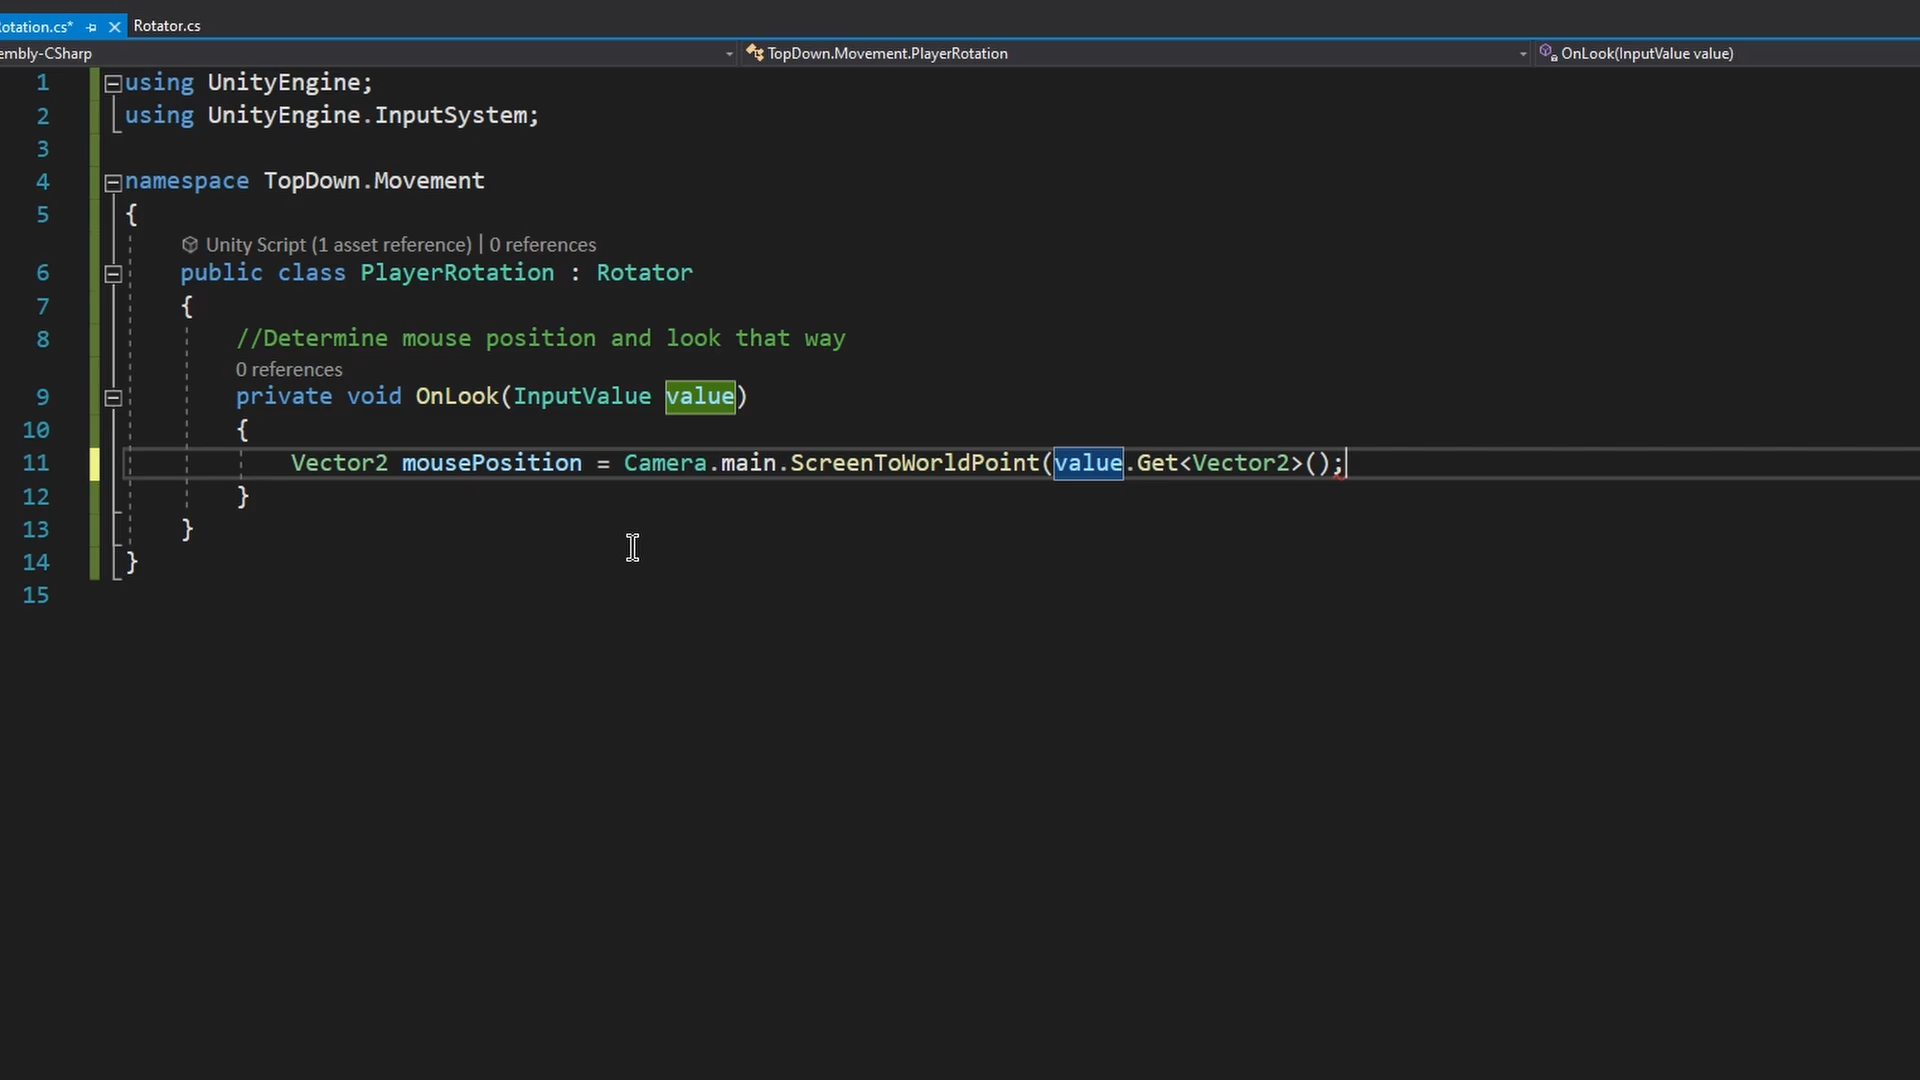 otation.cs* Rotator.cs
embly-CSharp TopDown.Movement.PlayerRotation OnLook(InputValue value)
1 using UnityEngine;
2 using UnityEngine.InputSystem;
3
4 namespace TopDown.Movement
5 {
Unity Script (1 asset reference) | 0 references
6 public class PlayerRotation : Rotator
7 {
8 //Determine mouse position and look that way
0 references
9 private void OnLook(InputValue value)
10 {
11 Vector2 mousePosition = Camera.main.ScreenToWorldPoint(value.Get<Vector2>();
12 }
13 }
14 }
15